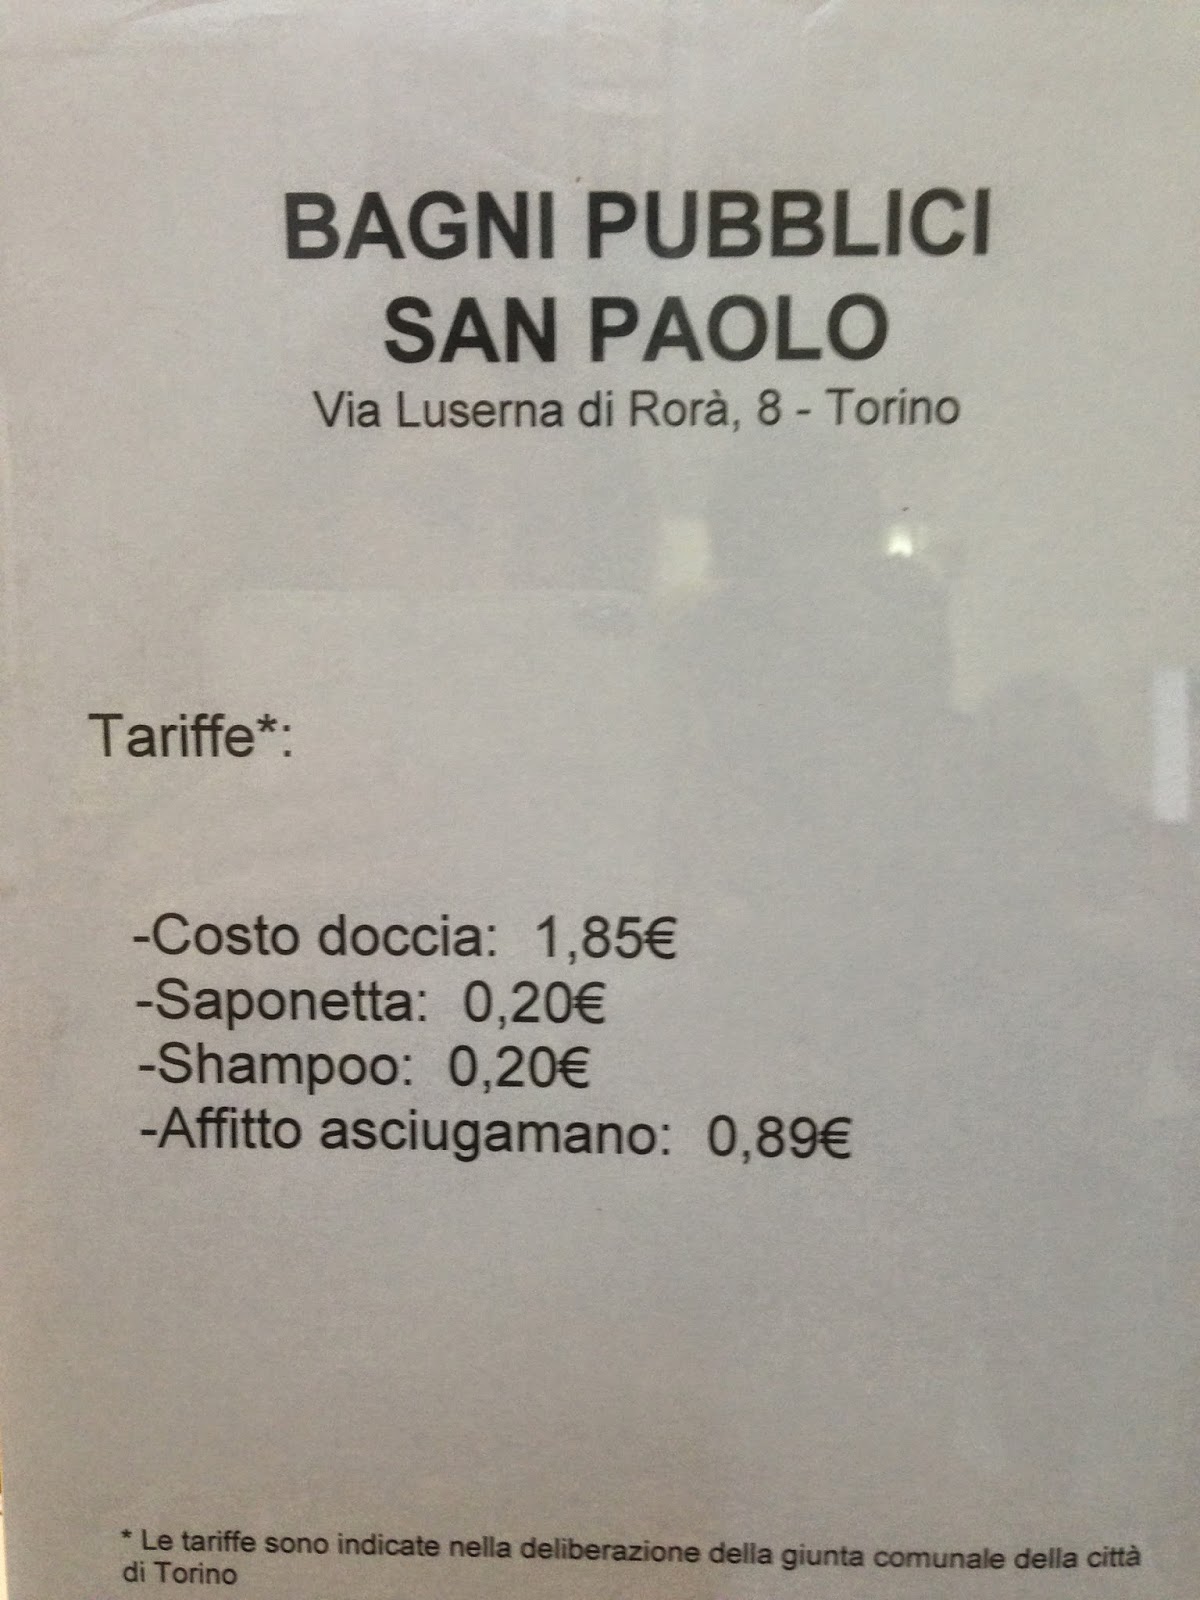 BAGNI PUBBLICI
SAN PAOLO
Via Luserna di Rorà, 8 - Torino
Tariffe*:
-Costo doccia: 1,85€
-Saponetta: 0,20€
-Shampoo: 0,20€
-Affitto asciugamano: 0,89€
* Le tariffe sono indicate nella deliberazione della giunta comunale della città
di Torino